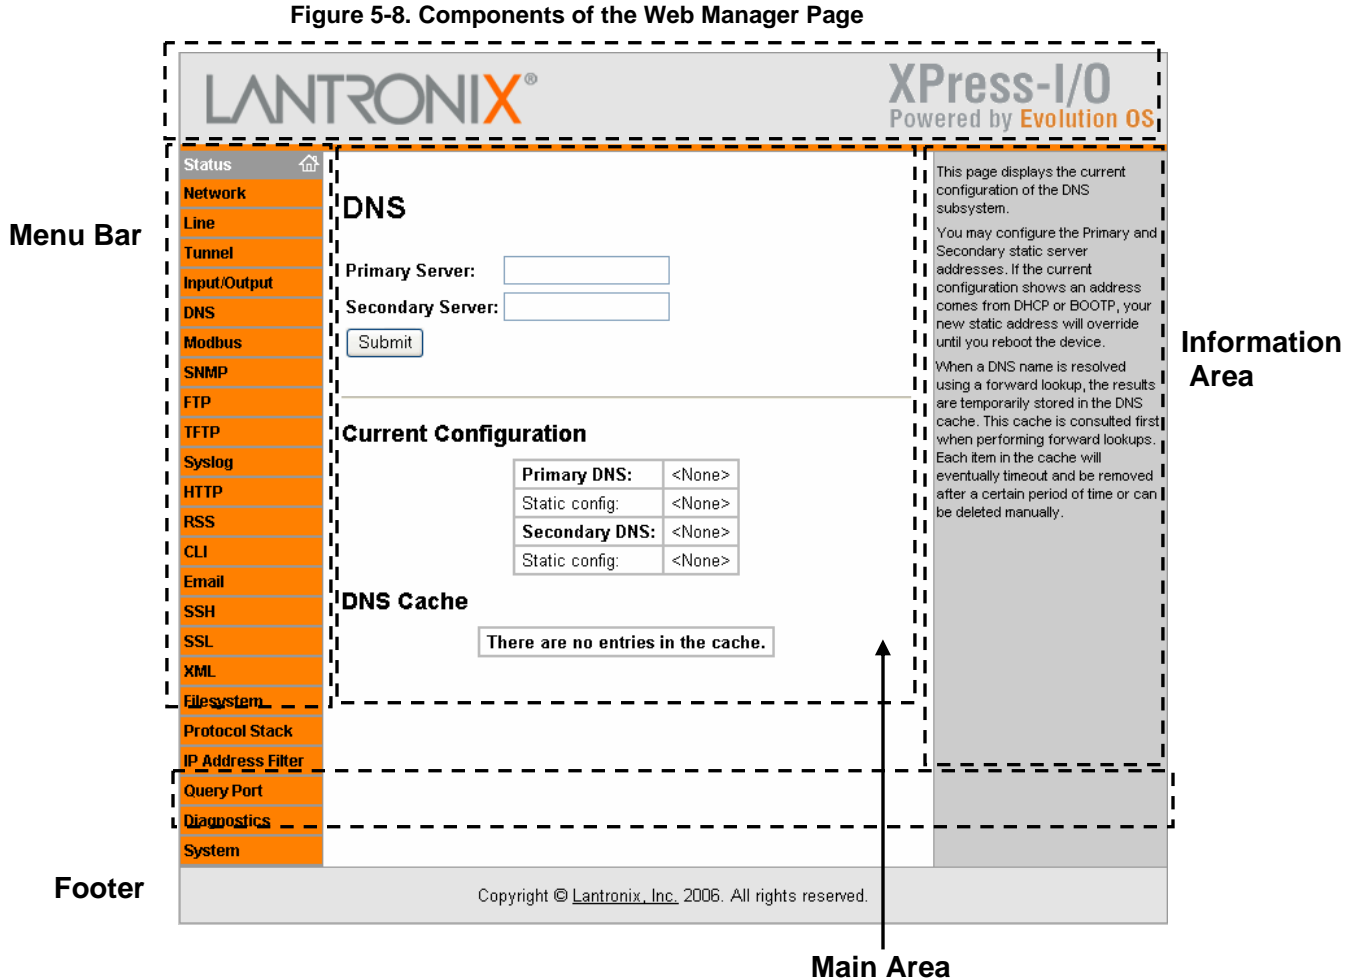 Figure 5-8. Components of the Web Manager Page
LANTRONIX®
XPress-I/O
Powered by Evolution OS
Menu Bar
Status
Network
Line
Tunnel
Input/Output
DNS
Modbus
SNMP
FTP
TFTP
Syslog
HTTP
RSS
CLI
Email
SSH
SSL
XML
Filesystem
Protocol Stack
IP Address Filter
Query Port
Diagnostics
System
DNS
Primary Server:
Secondary Server:
Submit
Current Configuration
Primary DNS: <None>
Static config: <None>
Secondary DNS: <None>
Static config: <None>
DNS Cache
There are no entries in the cache.
This page displays the current
configuration of the DNS
subsystem.
You may configure the Primary and
Secondary static server
addresses. If the current
configuration shows an address
comes from DHCP or BOOTP, your
new static address will override
until you reboot the device.
When a DNS name is resolved
using a forward lookup, the results
are temporarily stored in the DNS
cache. This cache is consulted first
when performing forward lookups.
Each item in the cache will
eventually timeout and be removed
after a certain period of time or can
be deleted manually.
Information
Area
Footer
Copyright © Lantronix, Inc. 2006. All rights reserved.
Main Area